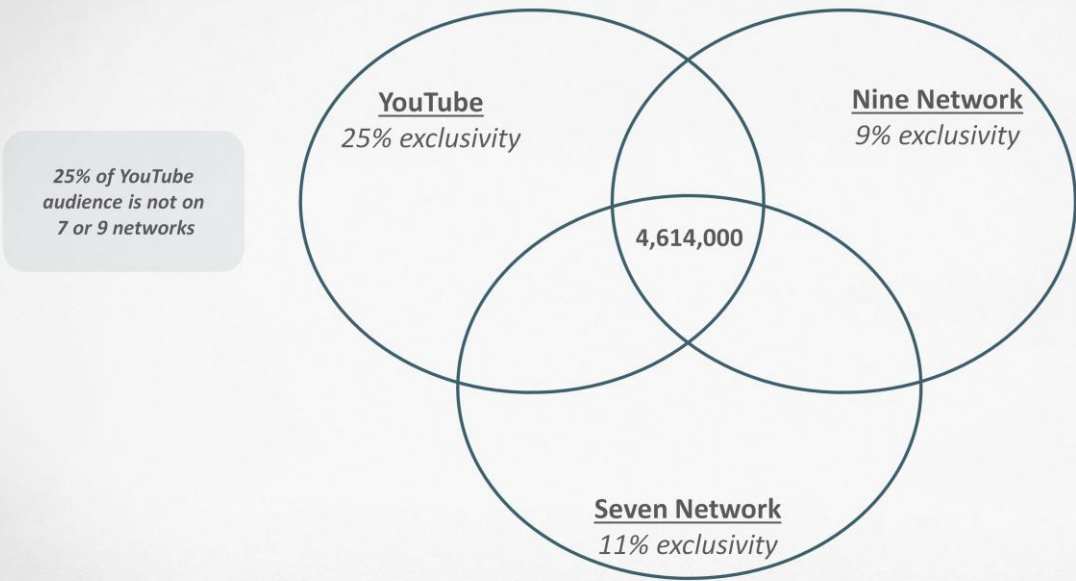 YouTube
25% exclusivity
Nine Network
9% exclusivity
25% of YouTube
audience is not on
7 or 9 networks
4,614,000
Seven Network
11% exclusivity